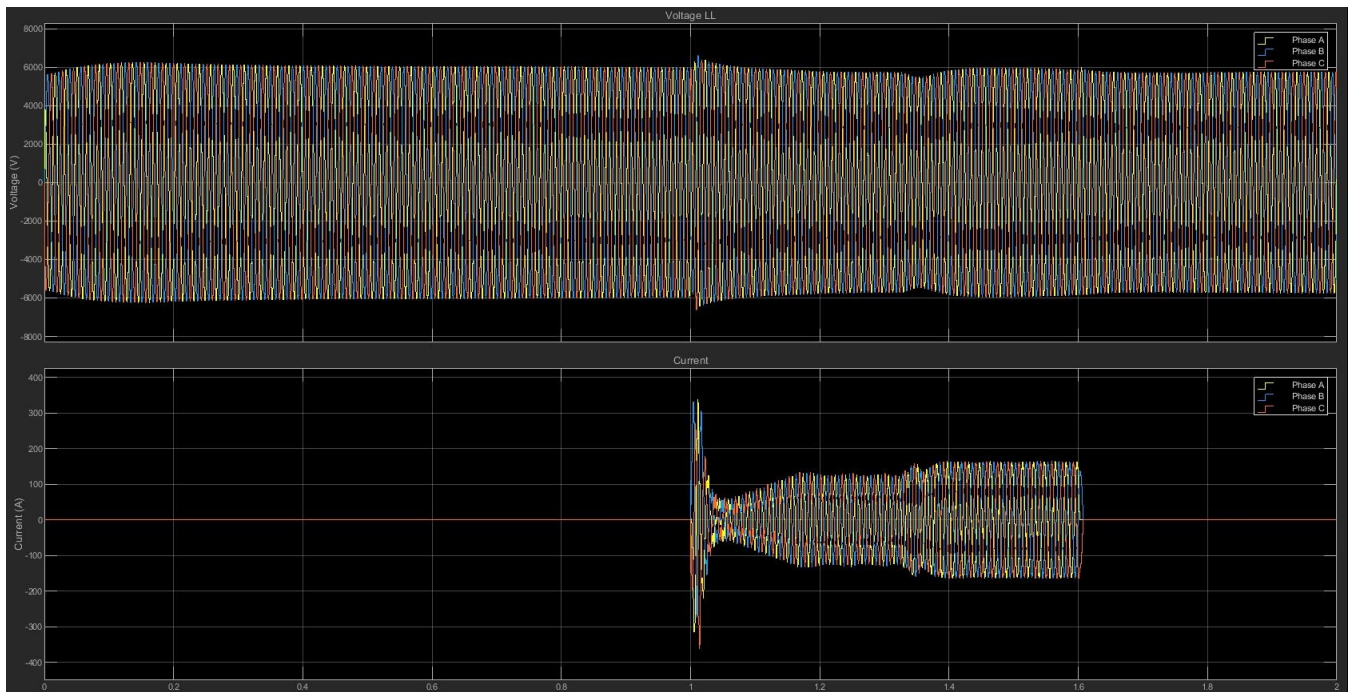 Voltage LL
8000
6000
4000
2000
0
-2000
-4000
-6000
-8000
Voltage (V)
Phase A
Phase B
Phase C
Current
400
300
200
100
0
-100
-200
-300
-400
Current (A)
Phase A
Phase B
Phase C
0 0.2 0.4 0.6 0.8 1 1.2 1.4 1.6 1.8 2